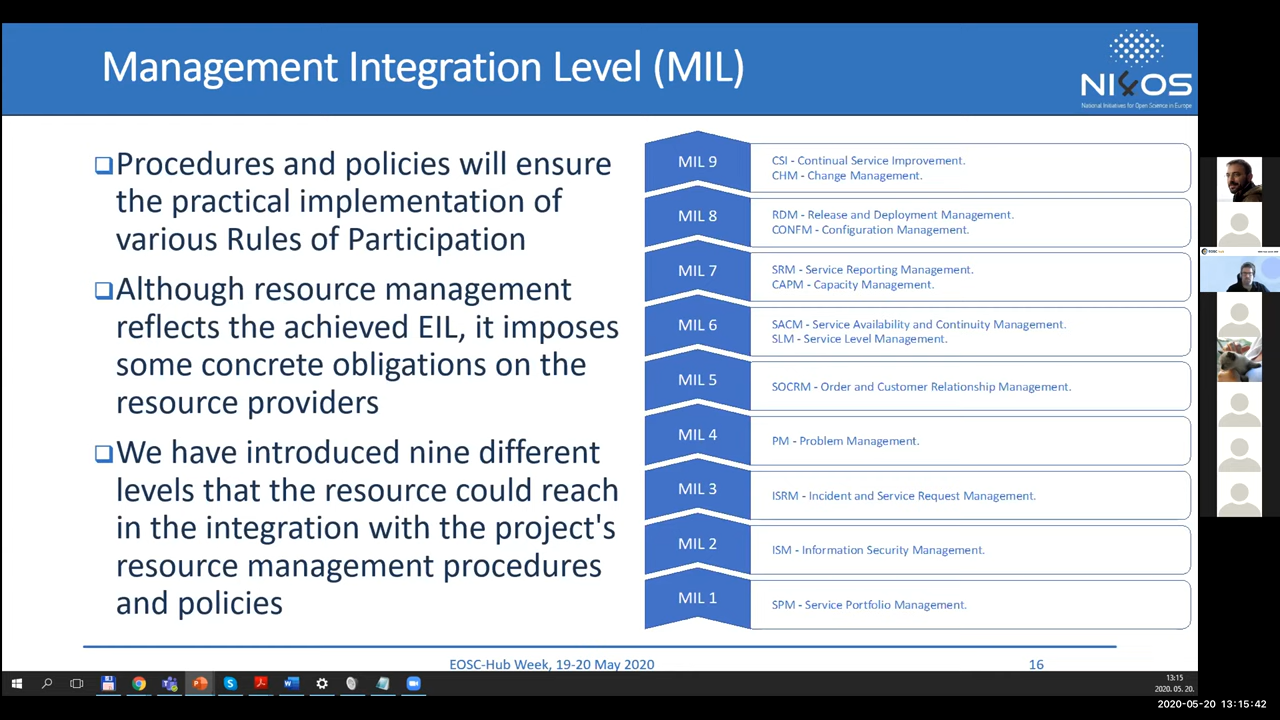 Management Integration Level (MIL)
NI4OS
National Initiatives for Open Science in Europe
Procedures and policies will ensure
the practical implementation of
various Rules of Participation
Although resource management
reflects the achieved EIL, it imposes
some concrete obligations on the
resource providers
We have introduced nine different
levels that the resource could reach
in the integration with the project's
resource management procedures
and policies
MIL 9
CSI - Continual Service Improvement.
CHM - Change Management.
MIL 8
RDM - Release and Deployment Management.
CONFM - Configuration Management.
MIL 7
SRM - Service Reporting Management.
CAPM - Capacity Management.
MIL 6
SACM - Service Availability and Continuity Management.
SLM - Service Level Management.
MIL 5
SOCRM - Order and Customer Relationship Management.
MIL 4
PM - Problem Management.
MIL 3
ISRM - Incident and Service Request Management.
MIL 2
ISM - Information Security Management.
MIL 1
SPM - Service Portfolio Management.
EOSC-Hub Week, 19-20 May 2020
16
13:15
2020. 05. 20.
2020-05-20 13:15:42